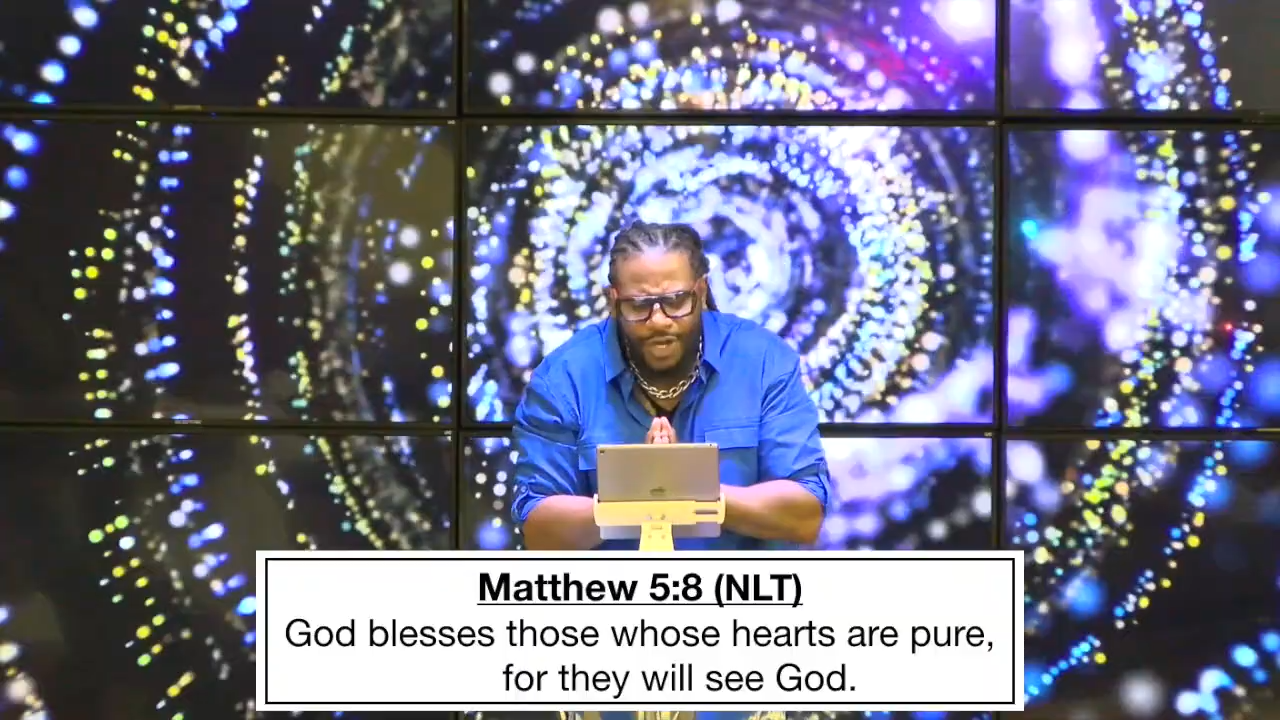 Matthew 5:8 (NLT)
God blesses those whose hearts are pure,
for they will see God.